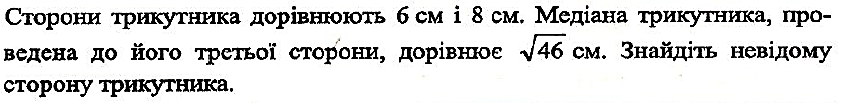 Сторони трикутника дорівнюють 6 см і 8 см. Медіана трикутника, про-
ведена до його третьої сторони, дорівнює √46 см. Знайдіть невідому
сторону трикутника.